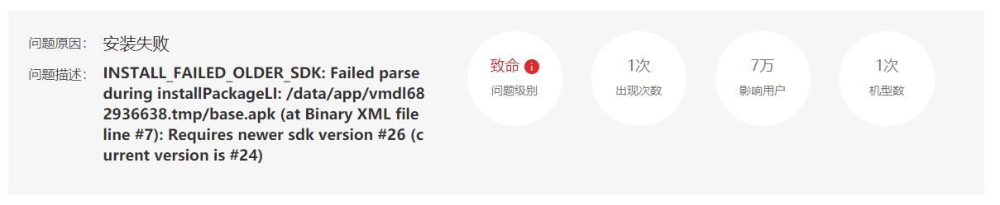 问题原因： 安装失败
问题描述： INSTALL_FAILED_OLDER_SDK: Failed parse
during installPackageLI: /data/app/vmdl68
2936638.tmp/base.apk (at Binary XML file
line #7): Requires newer sdk version #26 (c
urrent version is #24)
致命
问题级别
1次
出现次数
7万
影响用户
1次
机型数